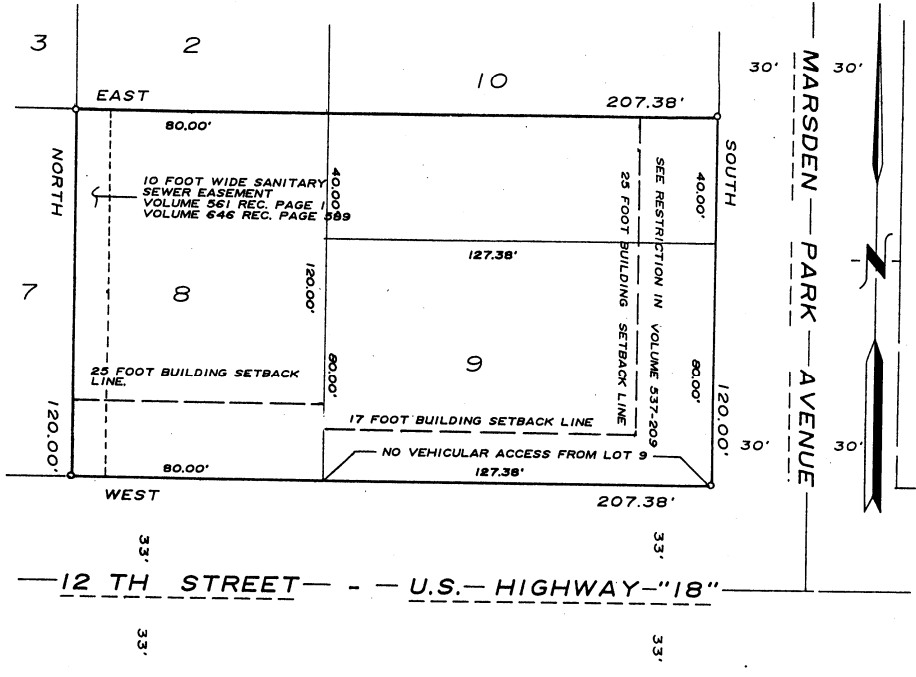 3
2
10
30'
30'
MARSDEN PARK AVENUE
EAST
207.38'
80.00'
NORTH
SOUTH
10 FOOT WIDE SANITARY
SEWER EASEMENT
VOLUME 561 REC. PAGE 1
VOLUME 646 REC. PAGE 589
40.00'
25 FOOT BUILDING SETBACK LINE
SEE RESTRICTION IN VOLUME 537-209
40.00'
N
127.38'
7
8
120.00'
9
80.00'
80.00'
25 FOOT BUILDING SETBACK
LINE.
120.00'
120.00'
17 FOOT BUILDING SETBACK LINE
NO VEHICULAR ACCESS FROM LOT 9
30'
30'
80.00'
127.38'
WEST
207.38'
33'
33'
12 TH STREET - U.S. HIGHWAY "18"
33'
33'